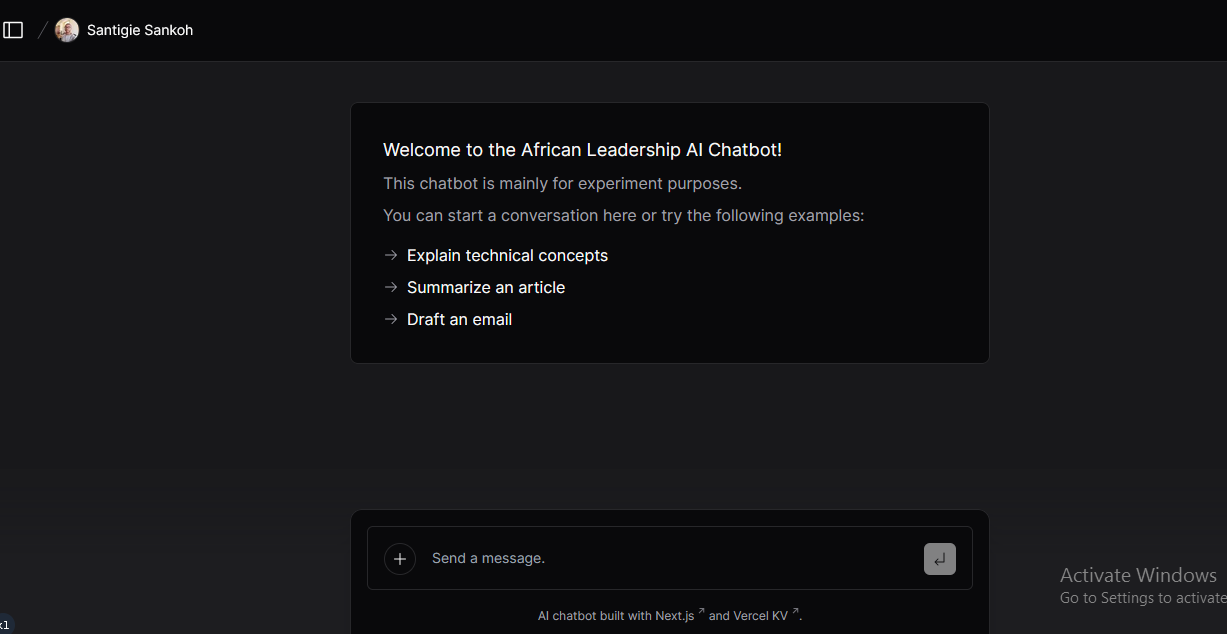 Santigie Sankoh
Welcome to the African Leadership AI Chatbot!
This chatbot is mainly for experiment purposes.
You can start a conversation here or try the following examples:
→ Explain technical concepts
→ Summarize an article
→ Draft an email
Send a message.
AI chatbot built with Next.js ↗ and Vercel KV ↗.
Activate Windows
Go to Settings to activate